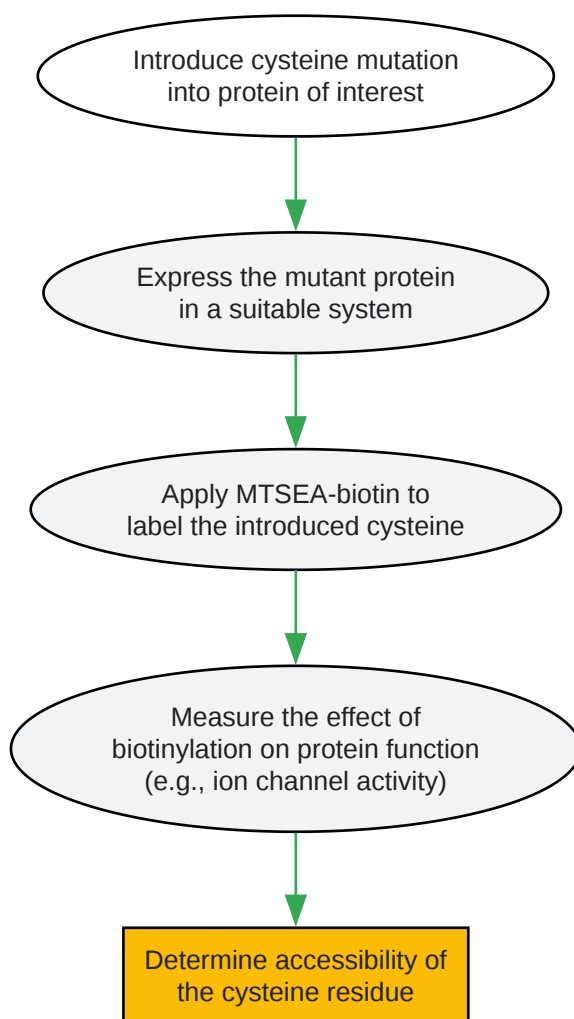 Introduce cysteine mutation
into protein of interest
Express the mutant protein
in a suitable system
Apply MTSEA-biotin to
label the introduced cysteine
Measure the effect of
biotinylation on protein function
(e.g., ion channel activity)
Determine accessibility of
the cysteine residue